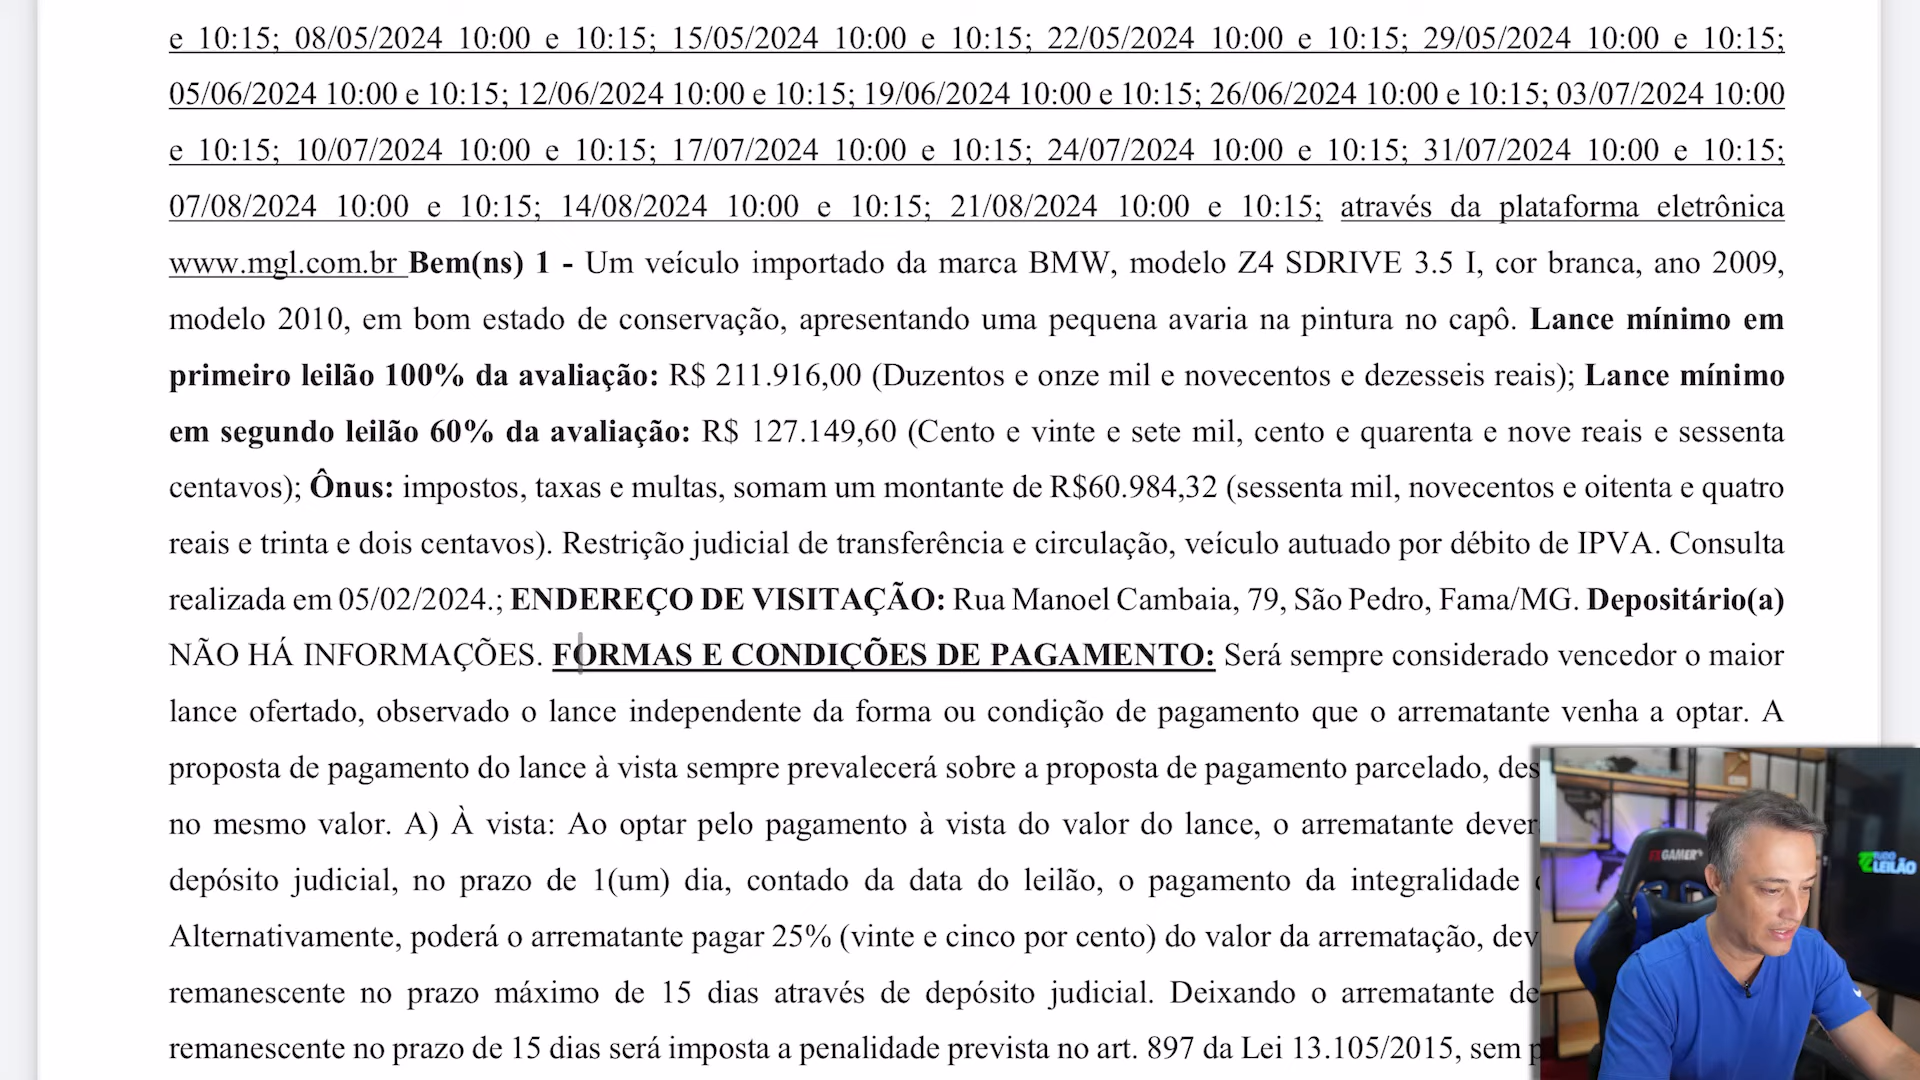 e 10:15; 08/05/2024 10:00 e 10:15; 15/05/2024 10:00 e 10:15; 22/05/2024 10:00 e 10:15; 29/05/2024 10:00 e 10:15;
05/06/2024 10:00 e 10:15; 12/06/2024 10:00 e 10:15; 19/06/2024 10:00 e 10:15; 26/06/2024 10:00 e 10:15; 03/07/2024 10:00
e 10:15; 10/07/2024 10:00 e 10:15; 17/07/2024 10:00 e 10:15; 24/07/2024 10:00 e 10:15; 31/07/2024 10:00 e 10:15;
07/08/2024 10:00 e 10:15; 14/08/2024 10:00 e 10:15; 21/08/2024 10:00 e 10:15; através da plataforma eletrônica
www.mgl.com.br Bem(ns) 1 - Um veículo importado da marca BMW, modelo Z4 SDRIVE 3.5 I, cor branca, ano 2009,
modelo 2010, em bom estado de conservação, apresentando uma pequena avaria na pintura no capô. Lance mínimo em
primeiro leilão 100% da avaliação: R$ 211.916,00 (Duzentos e onze mil e novecentos e dezesseis reais); Lance mínimo
em segundo leilão 60% da avaliação: R$ 127.149,60 (Cento e vinte e sete mil, cento e quarenta e nove reais e sessenta
centavos); Ônus: impostos, taxas e multas, somam um montante de R$60.984,32 (sessenta mil, novecentos e oitenta e quatro
reais e trinta e dois centavos). Restrição judicial de transferência e circulação, veículo autuado por débito de IPVA. Consulta
realizada em 05/02/2024.; ENDEREÇO DE VISITAÇÃO: Rua Manoel Cambaia, 79, São Pedro, Fama/MG. Depositário(a)
NÃO HÁ INFORMAÇÕES. FORMAS E CONDIÇÕES DE PAGAMENTO: Será sempre considerado vencedor o maior
lance ofertado, observado o lance independente da forma ou condição de pagamento que o arrematante venha a optar. A
proposta de pagamento do lance à vista sempre prevalecerá sobre a proposta de pagamento parcelado, des
no mesmo valor. A) À vista: Ao optar pelo pagamento à vista do valor do lance, o arrematante dever
depósito judicial, no prazo de 1(um) dia, contado da data do leilão, o pagamento da integralidade
Alternativamente, poderá o arrematante pagar 25% (vinte e cinco por cento) do valor da arrematação, dev
remanescente no prazo máximo de 15 dias através de depósito judicial. Deixando o arrematante de
remanescente no prazo de 15 dias será imposta a penalidade prevista no art. 897 da Lei 13.105/2015, sem p
FXGAMER
TUDO
LEILÃO